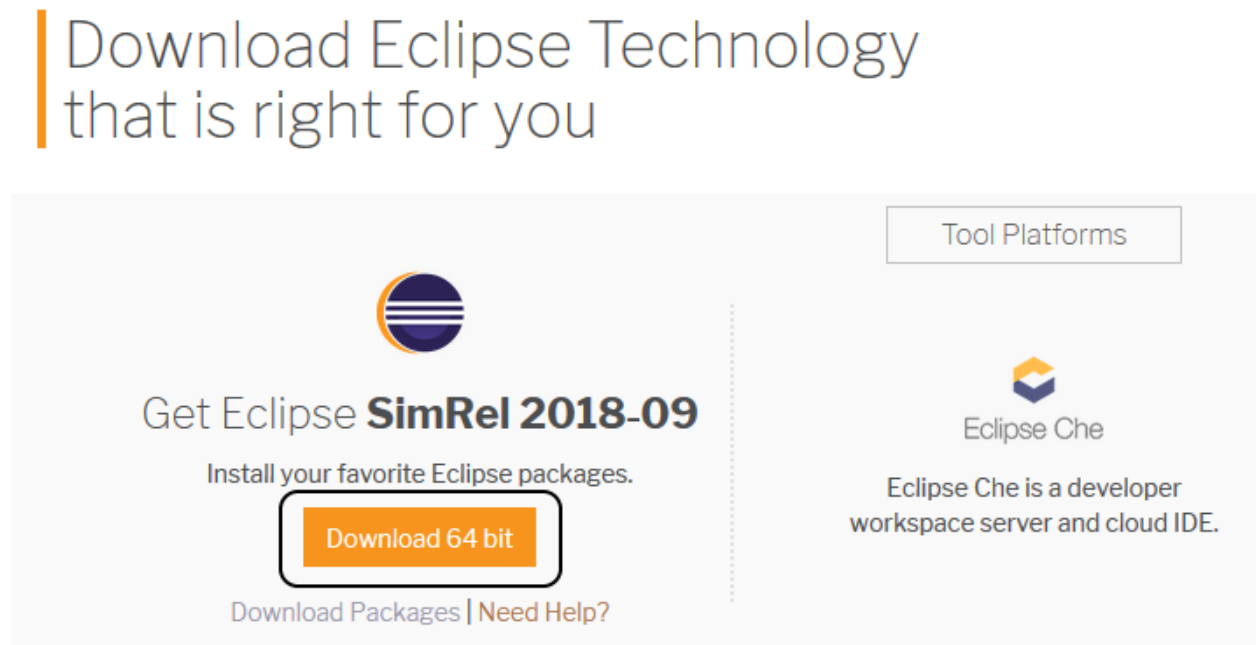 Download Eclipse Technology
that is right for you
Tool Platforms
Get Eclipse SimRel 2018-09
Install your favorite Eclipse packages.
Download 64 bit
Download Packages | Need Help?
Eclipse Che
Eclipse Che is a developer
workspace server and cloud IDE.